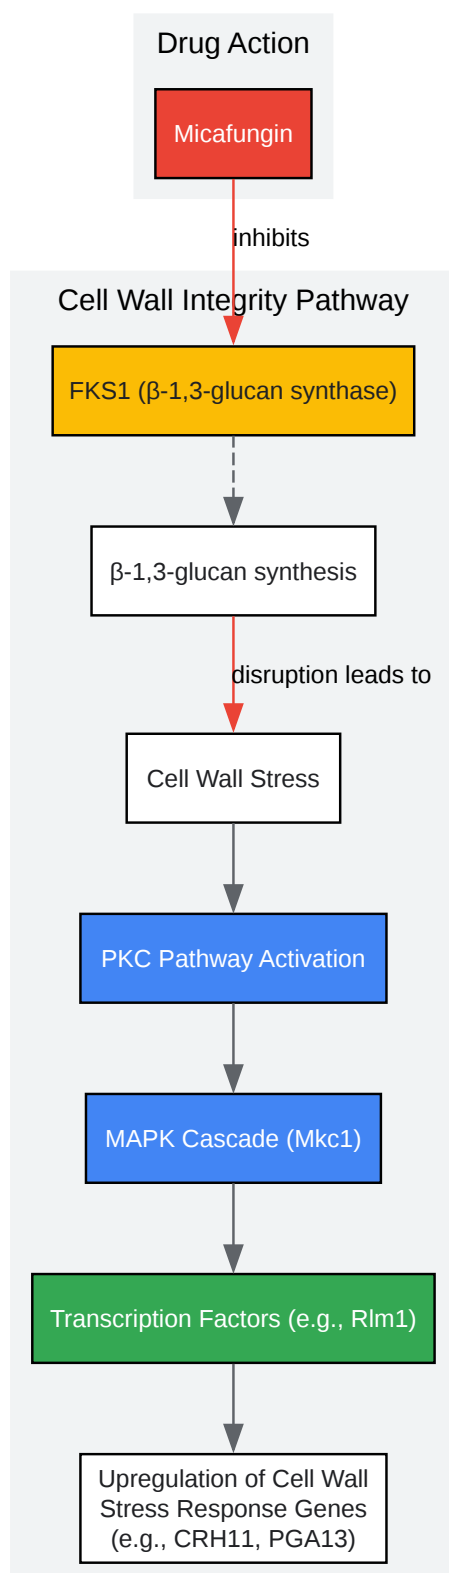 Drug Action
Micafungin
inhibits
Cell Wall Integrity Pathway
FKS1 (β-1,3-glucan synthase)
β-1,3-glucan synthesis
disruption leads to
Cell Wall Stress
PKC Pathway Activation
MAPK Cascade (Mkc1)
Transcription Factors (e.g., Rlm1)
Upregulation of Cell Wall
Stress Response Genes
(e.g., CRH11, PGA13)